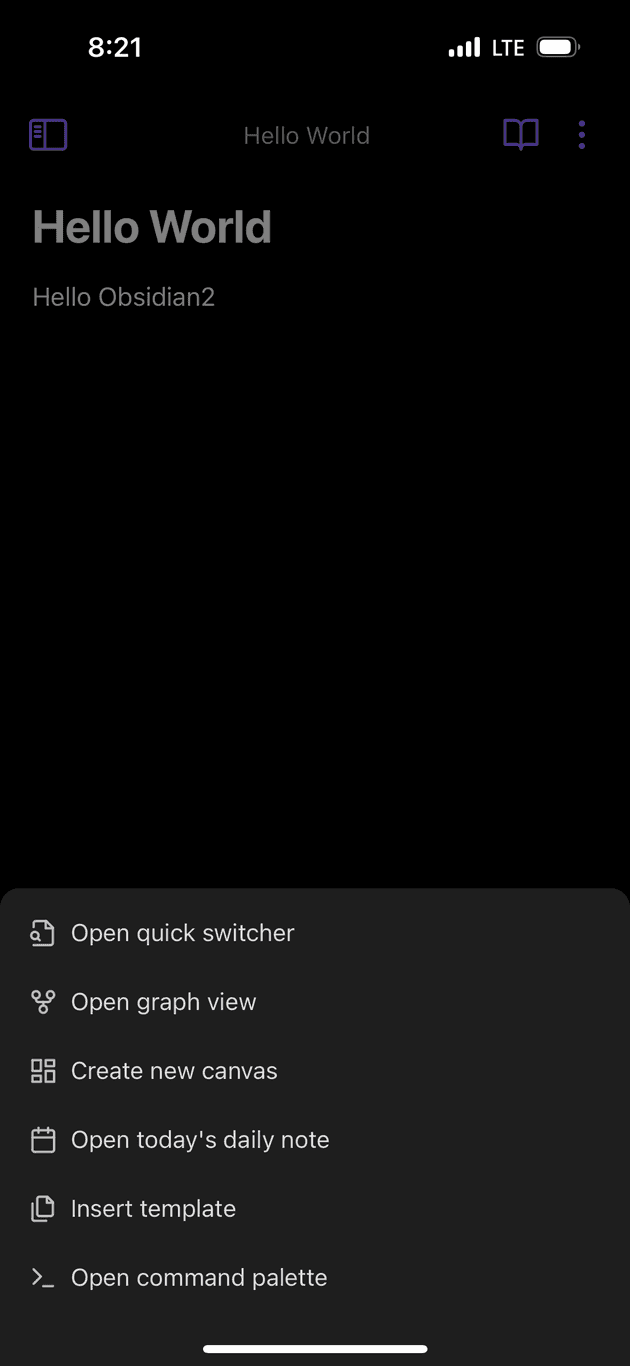 8:21
LTE
Hello World
Hello World
Hello Obsidian2
Open quick switcher
Open graph view
Create new canvas
Open today's daily note
Insert template
Open command palette